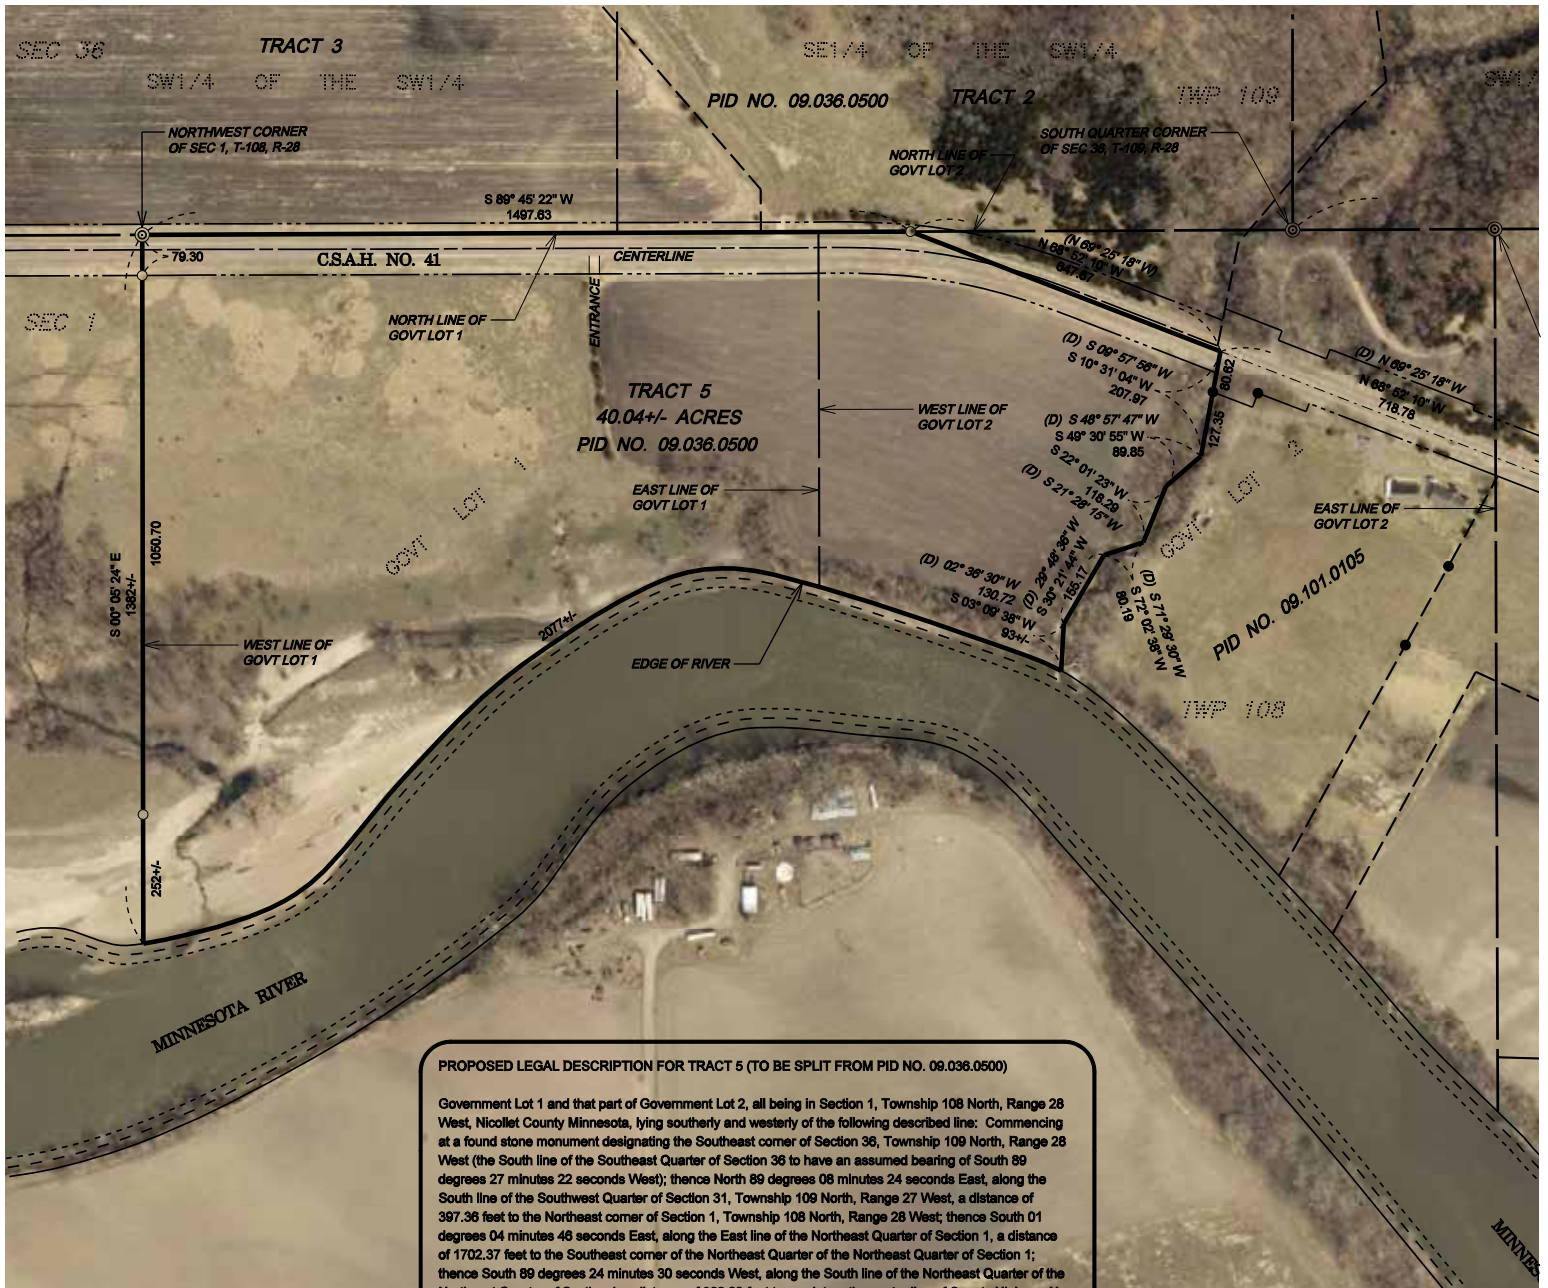 SEC 36
TRACT 3
SW1/4 OF THE SW1/4
SE1/4 OF THE SW1/4
PID NO. 09.036.0500
TRACT 2
TWP 109
SW1/
NORTHWEST CORNER
OF SEC 1, T-108, R-28
SOUTH QUARTER CORNER
OF SEC 36, T-109, R-28
NORTH LINE OF
GOVT LOT 2
S 89° 45' 22" W
1497.63
79.30
C.S.A.H. NO. 41
CENTERLINE
ENTRANCE
(N 69° 25' 18" W)
N 68° 52' 10" W
647.67
SEC 1
NORTH LINE OF
GOVT LOT 1
(D) S 09° 57' 56" W
S 10° 31' 04" W
207.97
80.62
127.35
(D) N 69° 25' 18" W
N 68° 52' 10" W
718.78
TRACT 5
40.04+/- ACRES
PID NO. 09.036.0500
WEST LINE OF
GOVT LOT 2
(D) S 48° 57' 47" W
S 49° 30' 55" W
89.85
S 22° 01' 23" W
118.29
(D) S 21° 28' 15" W
GOVT LOT 1
GOVT LOT 2
EAST LINE OF
GOVT LOT 1
EAST LINE OF
GOVT LOT 2
S 00° 05' 24" E
1382+/-
1050.70
(D) 02° 36' 30" W
130.72
S 03° 09' 38" W
93+/-
(D) 29° 48' 36" W
S 30° 21' 44" W
155.17
(D) S 71° 29' 30" W
S 72° 02' 38" W
80.19
PID NO. 09.101.0105
WEST LINE OF
GOVT LOT 1
2077+/-
EDGE OF RIVER
TWP 108
252+/-
MINNESOTA RIVER
MINNES
PROPOSED LEGAL DESCRIPTION FOR TRACT 5 (TO BE SPLIT FROM PID NO. 09.036.0500)
Government Lot 1 and that part of Government Lot 2, all being in Section 1, Township 108 North, Range 28
West, Nicollet County Minnesota, lying southerly and westerly of the following described line: Commencing
at a found stone monument designating the Southeast corner of Section 36, Township 109 North, Range 28
West (the South line of the Southeast Quarter of Section 36 to have an assumed bearing of South 89
degrees 27 minutes 22 seconds West); thence North 89 degrees 08 minutes 24 seconds East, along the
South line of the Southwest Quarter of Section 31, Township 109 North, Range 27 West, a distance of
397.36 feet to the Northeast corner of Section 1, Township 108 North, Range 28 West; thence South 01
degrees 04 minutes 46 seconds East, along the East line of the Northeast Quarter of Section 1, a distance
of 1702.37 feet to the Southeast corner of the Northeast Quarter of the Northeast Quarter of Section 1;
thence South 89 degrees 24 minutes 30 seconds West, along the South line of the Northeast Quarter of the